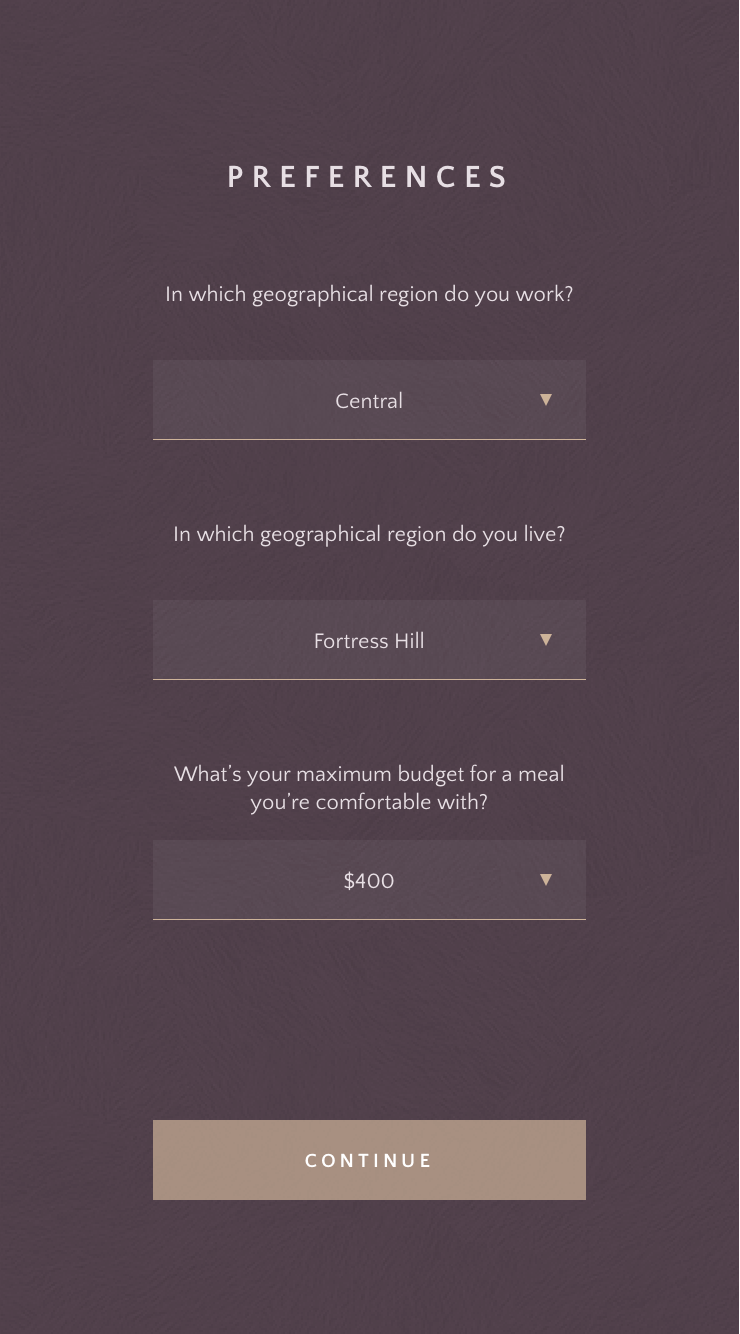 PREFERENCES
In which geographical region do you work?
Central
In which geographical region do you live?
Fortress Hill
What’s your maximum budget for a meal
you’re comfortable with?
$400
CONTINUE